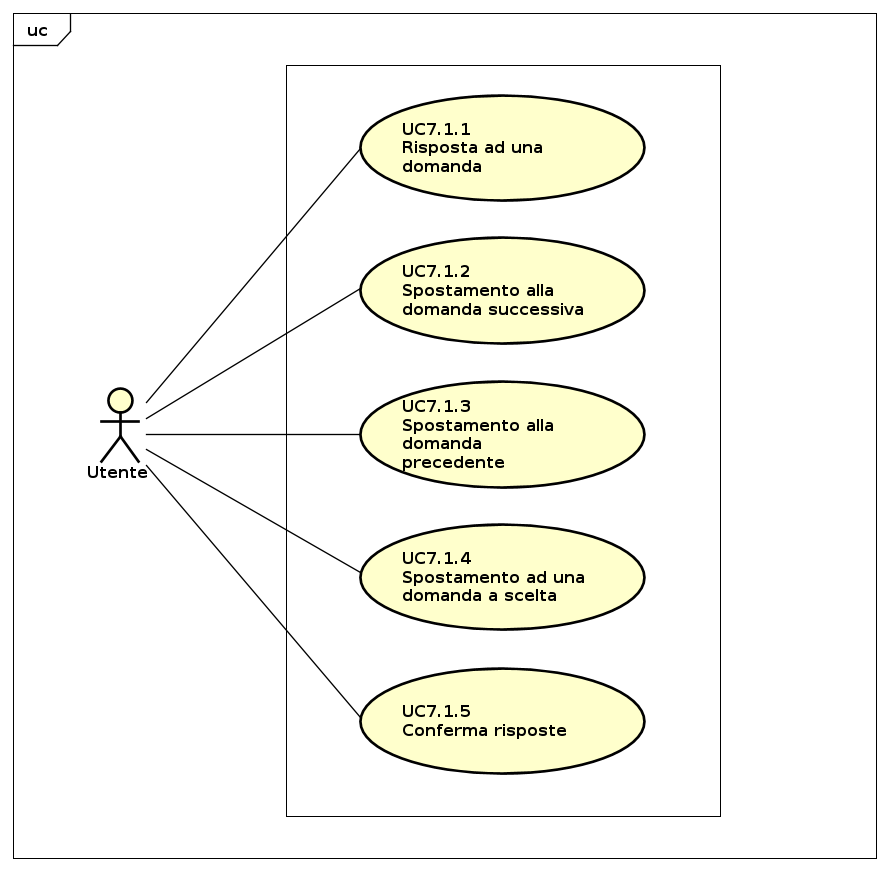 uc
UC7.1.1
Risposta ad una
domanda
UC7.1.2
Spostamento alla
domanda successiva
UC7.1.3
Spostamento alla
domanda
precedente
Utente
UC7.1.4
Spostamento ad una
domanda a scelta
UC7.1.5
Conferma risposte